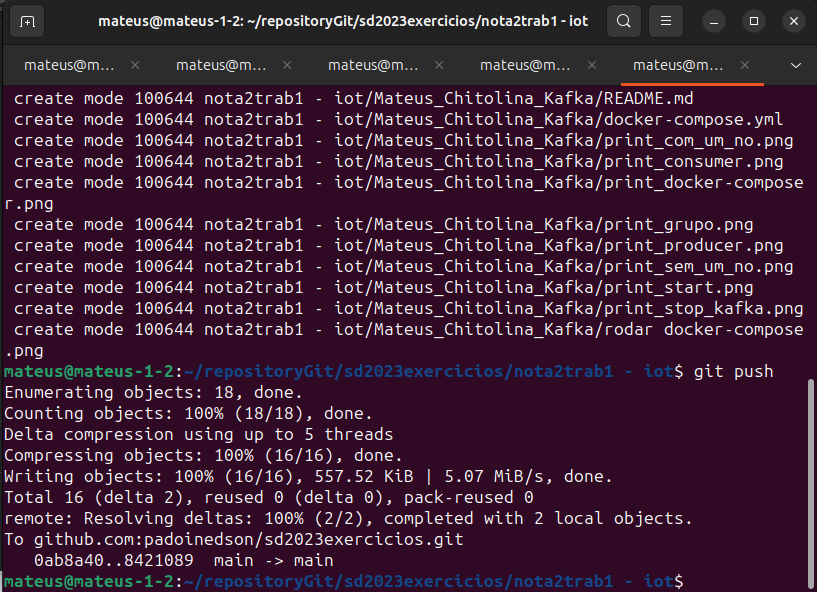 mateus@mateus-1-2: ~/repositoryGit/sd2023exercicios/nota2trab1 - iot
mateus@m... mateus@m... mateus@m... mateus@m... mateus@m...
create mode 100644 nota2trab1 - iot/Mateus_Chitolina_Kafka/README.md
create mode 100644 nota2trab1 - iot/Mateus_Chitolina_Kafka/docker-compose.yml
create mode 100644 nota2trab1 - iot/Mateus_Chitolina_Kafka/print_com_um_no.png
create mode 100644 nota2trab1 - iot/Mateus_Chitolina_Kafka/print_consumer.png
create mode 100644 nota2trab1 - iot/Mateus_Chitolina_Kafka/print_docker-compose
r.png
create mode 100644 nota2trab1 - iot/Mateus_Chitolina_Kafka/print_grupo.png
create mode 100644 nota2trab1 - iot/Mateus_Chitolina_Kafka/print_producer.png
create mode 100644 nota2trab1 - iot/Mateus_Chitolina_Kafka/print_sem_um_no.png
create mode 100644 nota2trab1 - iot/Mateus_Chitolina_Kafka/print_start.png
create mode 100644 nota2trab1 - iot/Mateus_Chitolina_Kafka/print_stop_kafka.png
create mode 100644 nota2trab1 - iot/Mateus_Chitolina_Kafka/rodar docker-compose
.png
mateus@mateus-1-2:~/repositoryGit/sd2023exercicios/nota2trab1 - iot$ git push
Enumerating objects: 18, done.
Counting objects: 100% (18/18), done.
Delta compression using up to 5 threads
Compressing objects: 100% (16/16), done.
Writing objects: 100% (16/16), 557.52 KiB | 5.07 MiB/s, done.
Total 16 (delta 2), reused 0 (delta 0), pack-reused 0
remote: Resolving deltas: 100% (2/2), completed with 2 local objects.
To github.com:padoinedson/sd2023exercicios.git
0ab8a40..8421089 main -> main
mateus@mateus-1-2:~/repositoryGit/sd2023exercicios/nota2trab1 - iot$